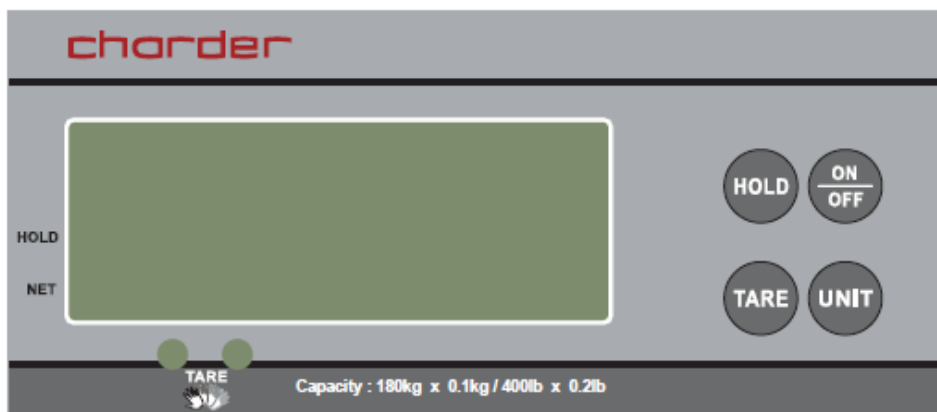 charder
HOLD
ON
OFF
HOLD
NET
TARE
UNIT
TARE
Capacity : 180kg x 0.1kg / 400lb x 0.2lb